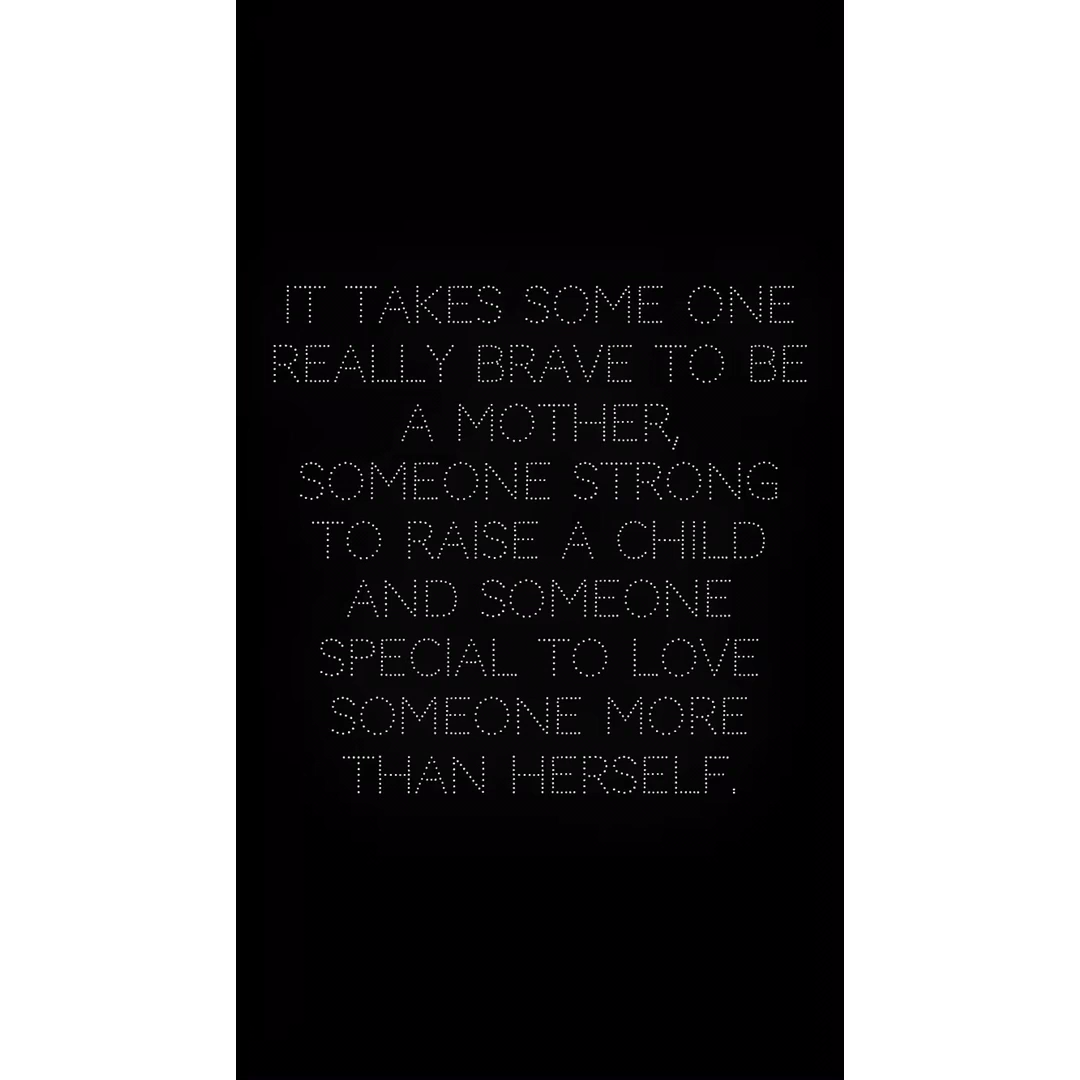 IT TAKES SOME ONE
REALLY BRAVE TO BE
A MOTHER,
SOMEONE STRONG
TO RAISE A CHILD
AND SOMEONE
SPECIAL TO LOVE
SOMEONE MORE
THAN HERSELF.